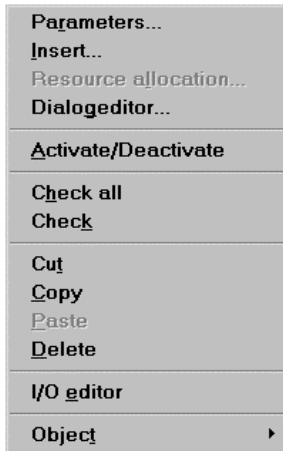 Parameters...
Insert...
Resource allocation...
Dialogeditor...
Activate/Deactivate
Check all
Check
Cut
Copy
Paste
Delete
I/O editor
Object